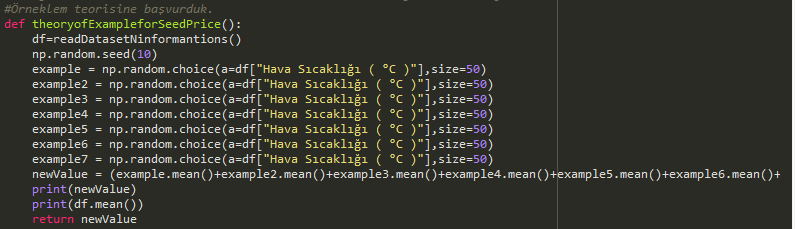 #Örneklem teorisine başvurduk.
def theoryofExampleforSeedPrice():
    df=readDatasetNinformantions()
    np.random.seed(10)
    example = np.random.choice(a=df["Hava Sıcaklığı ( °C )"],size=50)
    example2 = np.random.choice(a=df["Hava Sıcaklığı ( °C )"],size=50)
    example3 = np.random.choice(a=df["Hava Sıcaklığı ( °C )"],size=50)
    example4 = np.random.choice(a=df["Hava Sıcaklığı ( °C )"],size=50)
    example5 = np.random.choice(a=df["Hava Sıcaklığı ( °C )"],size=50)
    example6 = np.random.choice(a=df["Hava Sıcaklığı ( °C )"],size=50)
    example7 = np.random.choice(a=df["Hava Sıcaklığı ( °C )"],size=50)
    newValue = (example.mean()+example2.mean()+example3.mean()+example4.mean()+example5.mean()+example6.mean()+
    print(newValue)
    print(df.mean())
    return newValue